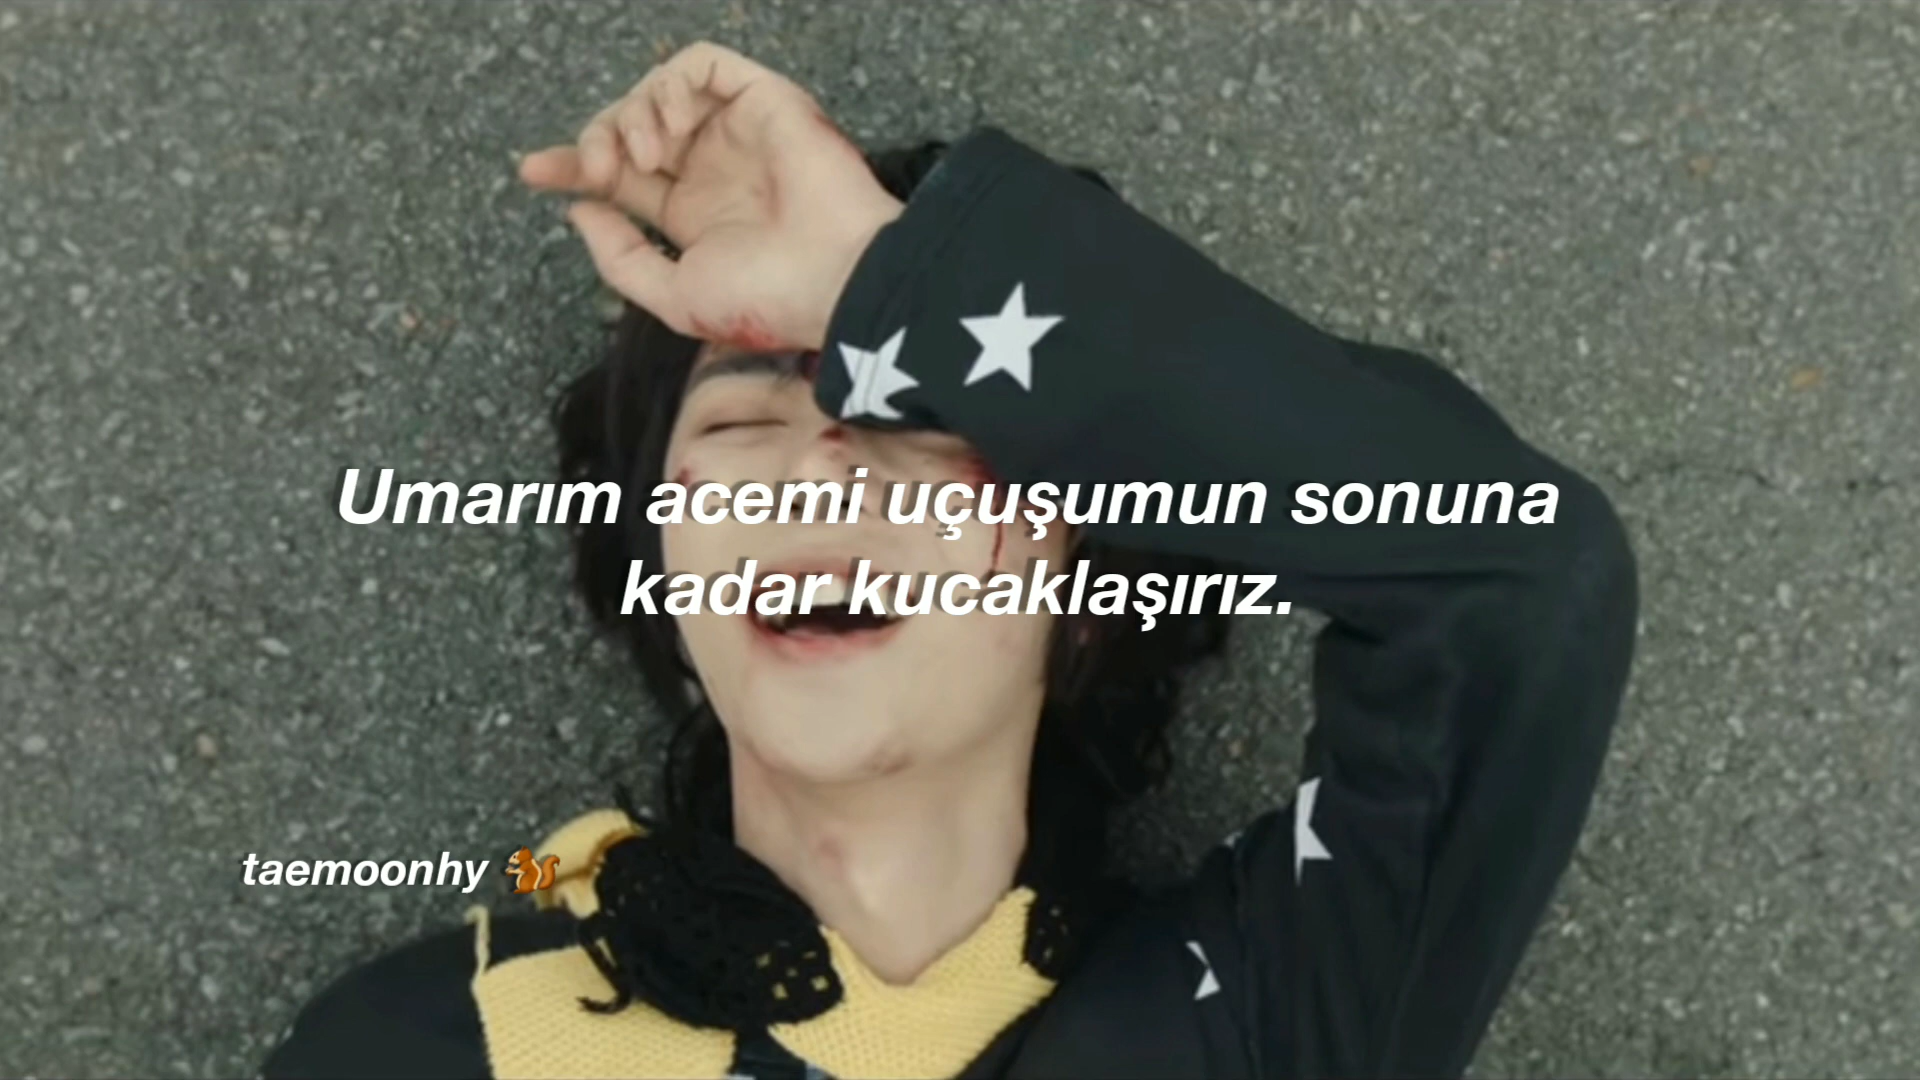 Umarım acemi uçuşumun sonuna
kadar kucaklaşırız.
taemoonhy 🐿️